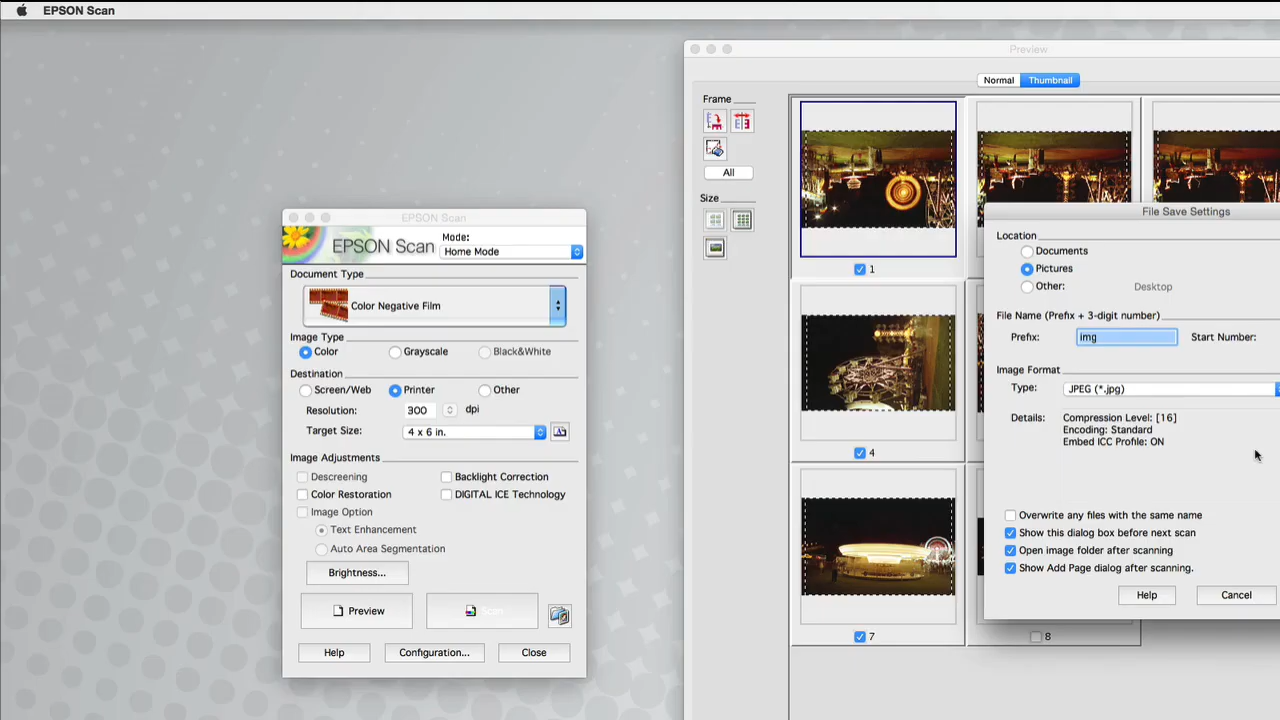 EPSON Scan
Preview
Normal Thumbnail
Frame
All
Size
1
4
7
8
EPSON Scan
EPSON Scan
Mode:
Home Mode
Document Type
Color Negative Film
Image Type
Color Grayscale Black&White
Destination
Screen/Web Printer Other
Resolution: 300 dpi
Target Size: 4 x 6 in.
Image Adjustments
Descreening Backlight Correction
Color Restoration DIGITAL ICE Technology
Image Option
Text Enhancement
Auto Area Segmentation
Brightness...
Preview Scan
Help Configuration... Close
File Save Settings
Location
Documents
Pictures
Other: Desktop
File Name (Prefix + 3-digit number)
Prefix: img Start Number:
Image Format
Type: JPEG (*.jpg)
Details: Compression Level: [16]
Encoding: Standard
Embed ICC Profile: ON
Overwrite any files with the same name
Show this dialog box before next scan
Open image folder after scanning
Show Add Page dialog after scanning.
Help Cancel